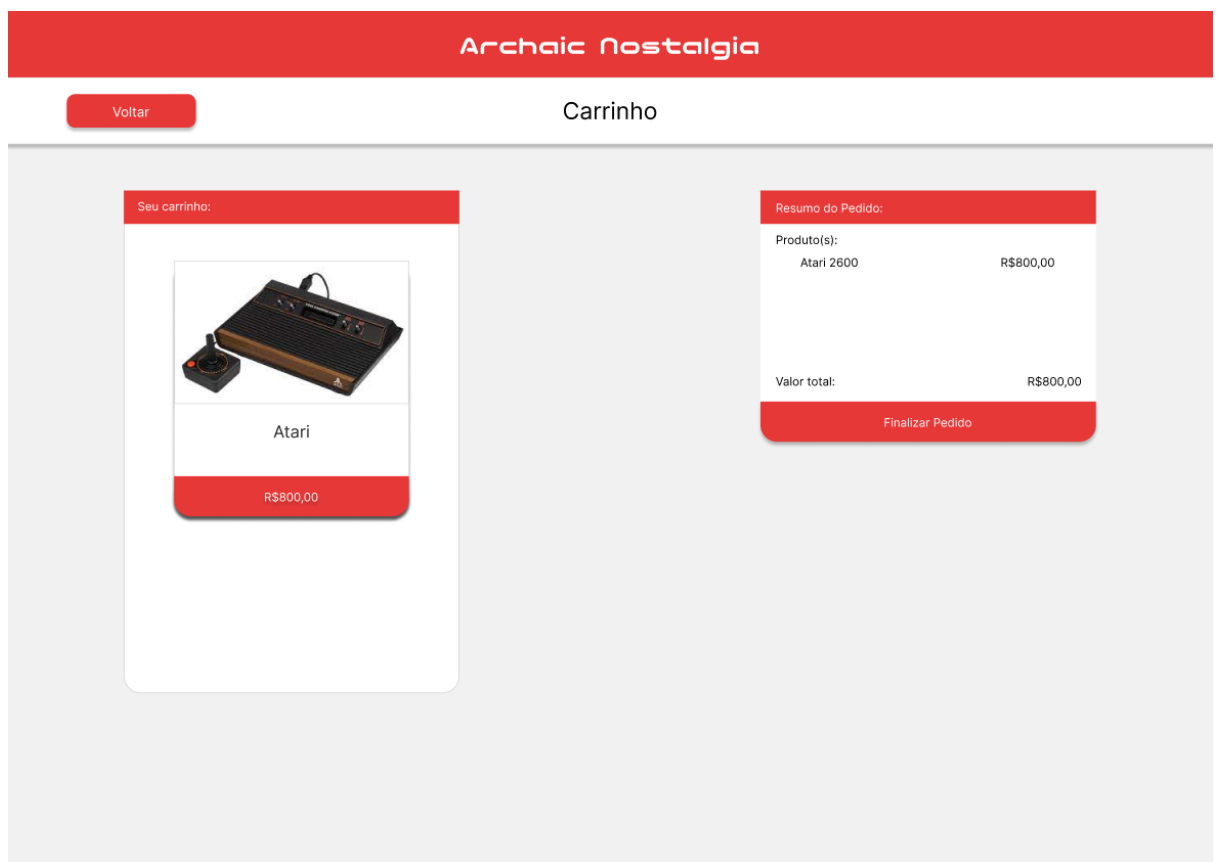 Archaic Nostalgia
Voltar
Carrinho
Seu carrinho:
Atari
R$800,00
Resumo do Pedido:
Produto(s):
Atari 2600 R$800,00
Valor total: R$800,00
Finalizar Pedido